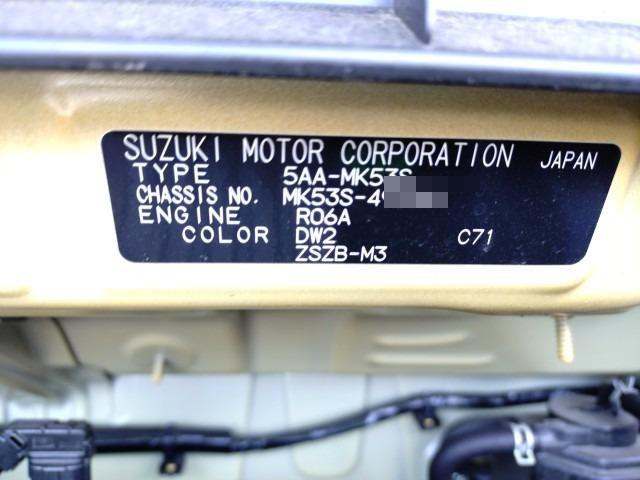 SUZUKI MOTOR CORPORATION JAPAN
TYPE 5AA-MK53S
CHASSIS NO. MK53S-4
ENGINE R06A
COLOR DW2 C71
ZSZB-M3